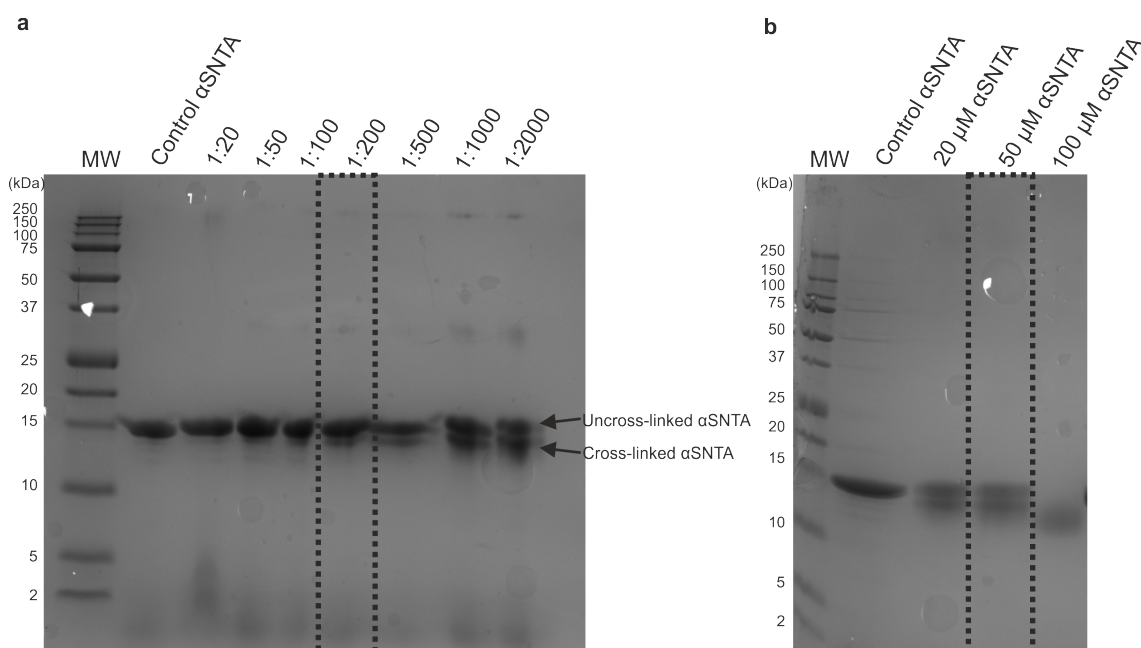 a
Control αSNTA
1:20
1:50
1:100
1:200
1:500
1:1000
1:2000
MW
(kDa)
250
150
100
75
50
37
25
20
15
10
5
2
Uncross-linked αSNTA
Cross-linked αSNTA
b
Control αSNTA
20 µM αSNTA
50 µM αSNTA
100 µM αSNTA
MW
(kDa)
250
150
100
75
50
37
25
20
15
10
5
2